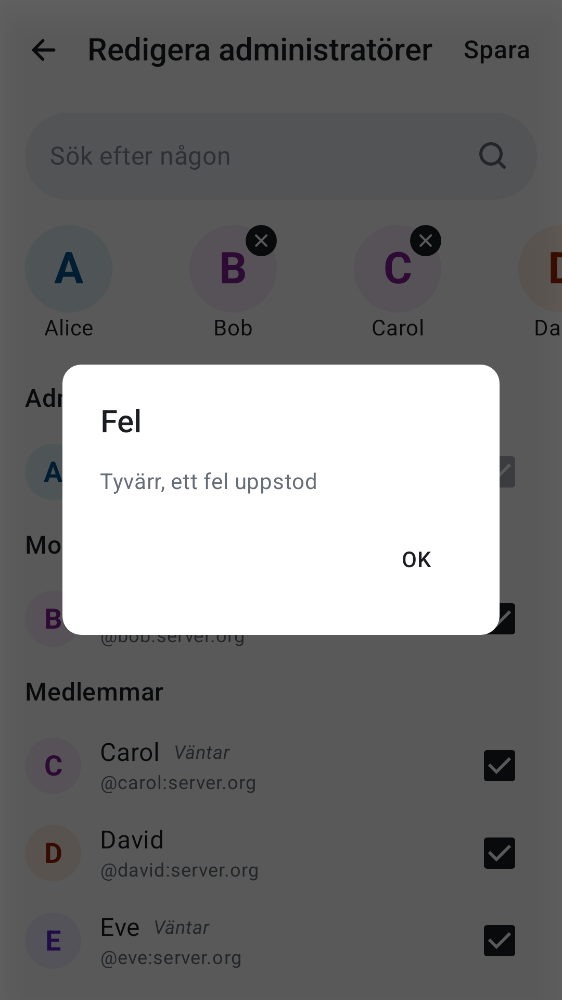 Redigera administratörer
Spara
Sök efter någon
A
B
C
D
Alice
Bob
Carol
Da
Adr
Fel
A
Tyvärr, ett fel uppstod
Mo
OK
B
@bob:server.org
Medlemmar
C
Carol Väntar
@carol:server.org
D
David
@david:server.org
E
Eve Väntar
@eve:server.org